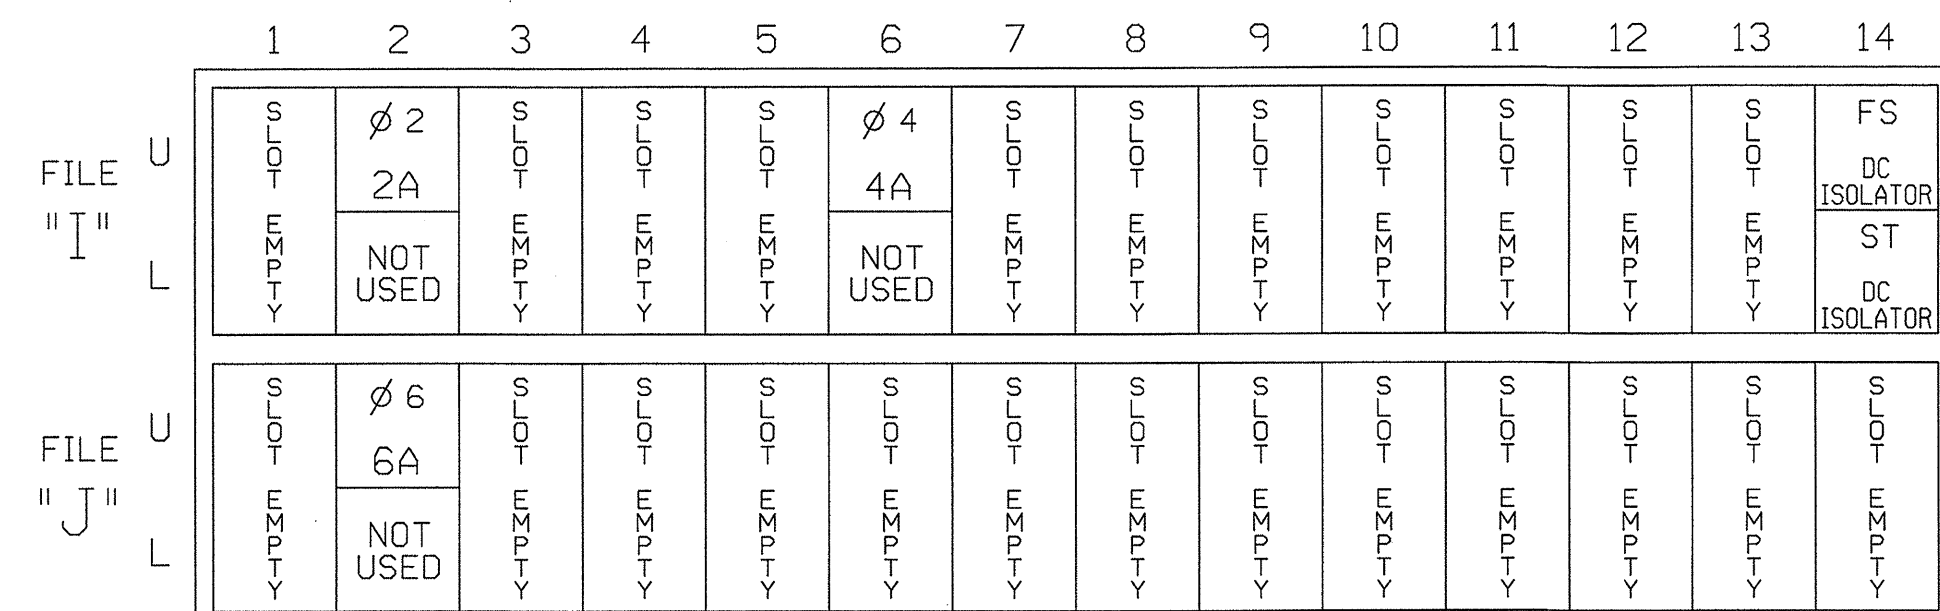 1 2 3 4 5 6 7 8 9 10 11 12 13 14
FILE "I"
U
L
SLOT EMPTY
Ø 2
2A
NOT USED
SLOT EMPTY
SLOT EMPTY
SLOT EMPTY
Ø 4
4A
NOT USED
SLOT EMPTY
SLOT EMPTY
SLOT EMPTY
SLOT EMPTY
SLOT EMPTY
SLOT EMPTY
SLOT EMPTY
FS
DC
ISOLATOR
ST
DC
ISOLATOR
FILE "J"
U
L
SLOT EMPTY
Ø 6
6A
NOT USED
SLOT EMPTY
SLOT EMPTY
SLOT EMPTY
SLOT EMPTY
SLOT EMPTY
SLOT EMPTY
SLOT EMPTY
SLOT EMPTY
SLOT EMPTY
SLOT EMPTY
SLOT EMPTY
SLOT EMPTY